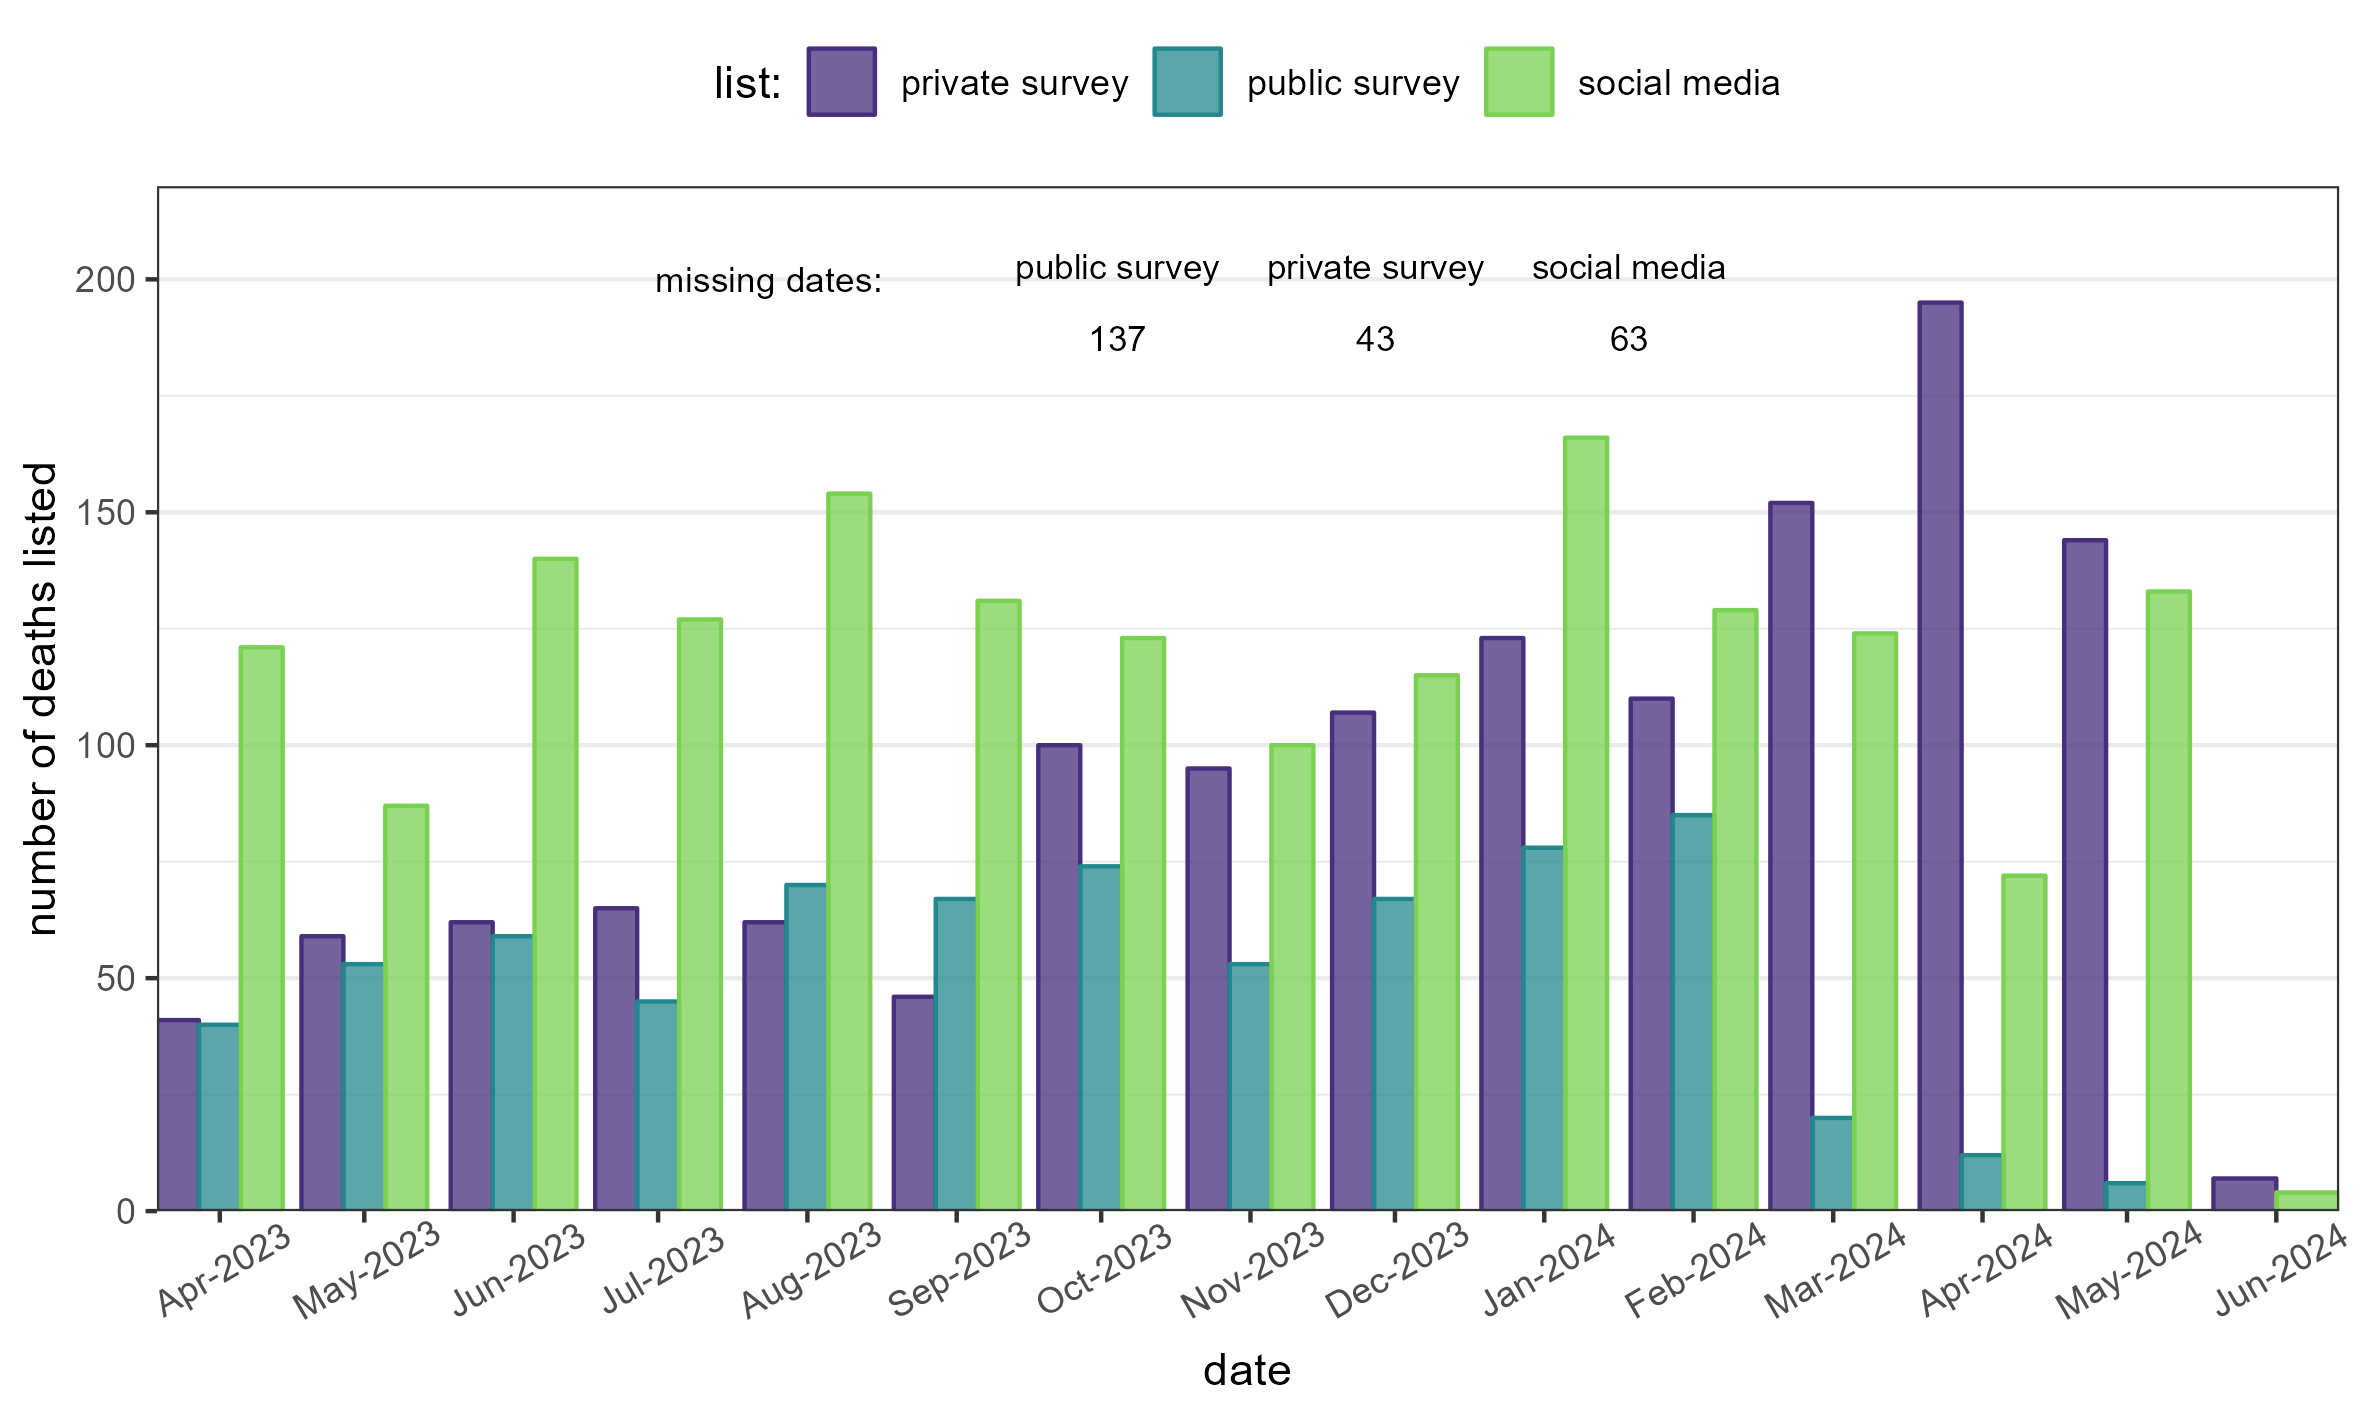 list: private survey public survey social media
missing dates: public survey private survey social media
137 43 63
number of deaths listed
200
150
100
50
0
Apr-2023 May-2023 Jun-2023 Jul-2023 Aug-2023 Sep-2023 Oct-2023 Nov-2023 Dec-2023 Jan-2024 Feb-2024 Mar-2024 Apr-2024 May-2024 Jun-2024
date